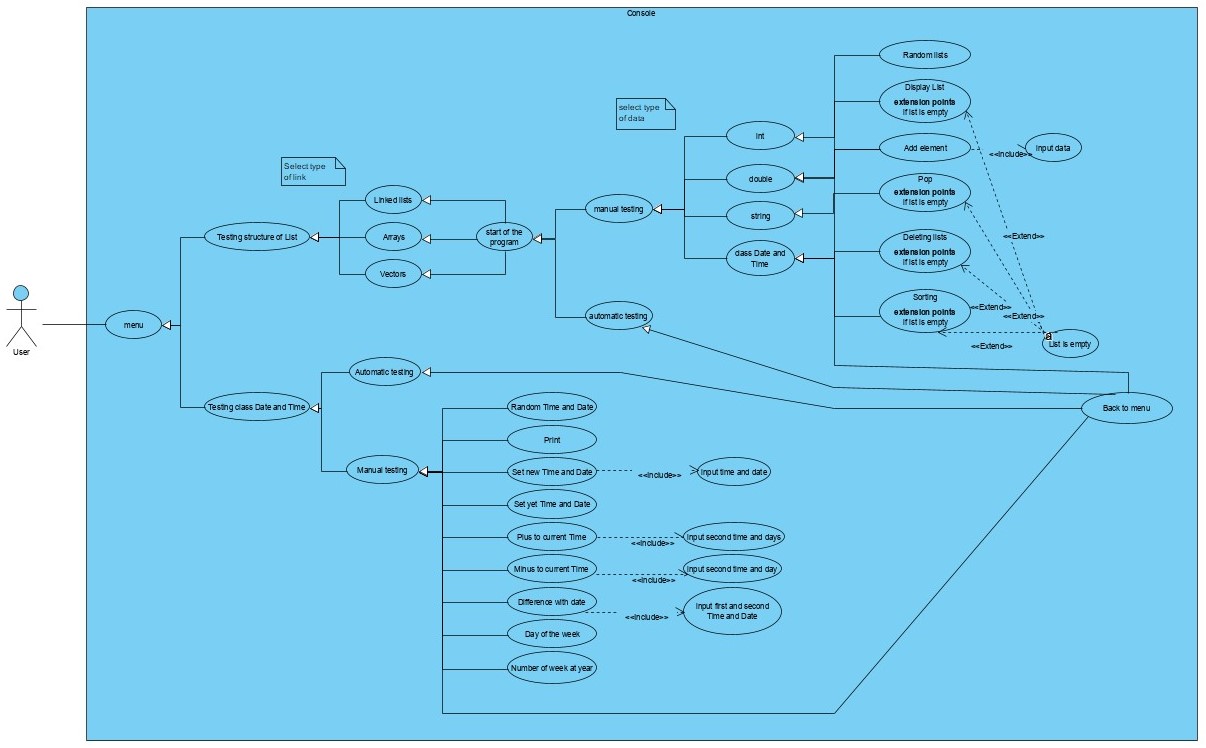 Console
User
menu
Testing structure of List
Testing class Date and Time
Select type
of link
Linked lists
Arrays
Vectors
start of the
program
manual testing
automatic testing
select type
of data
int
double
string
class Date and
Time
Random lists
Display List
extension points
if list is empty
Add element
<<Include>>
Input data
Pop
extension points
if list is empty
Deleting lists
extension points
if list is empty
Sorting
extension points
if list is empty
<<Extend>>
<<Extend>>
<<Extend>>
<<Extend>>
List is empty
Back to menu
Automatic testing
Manual testing
Random Time and Date
Print
Set new Time and Date
<<Include>>
Input time and date
Set yet Time and Date
Plus to current Time
<<Include>>
Input second time and days
Minus to current Time
<<Include>>
Input second time and day
Difference with date
<<Include>>
Input first and second
Time and Date
Day of the week
Number of week at year